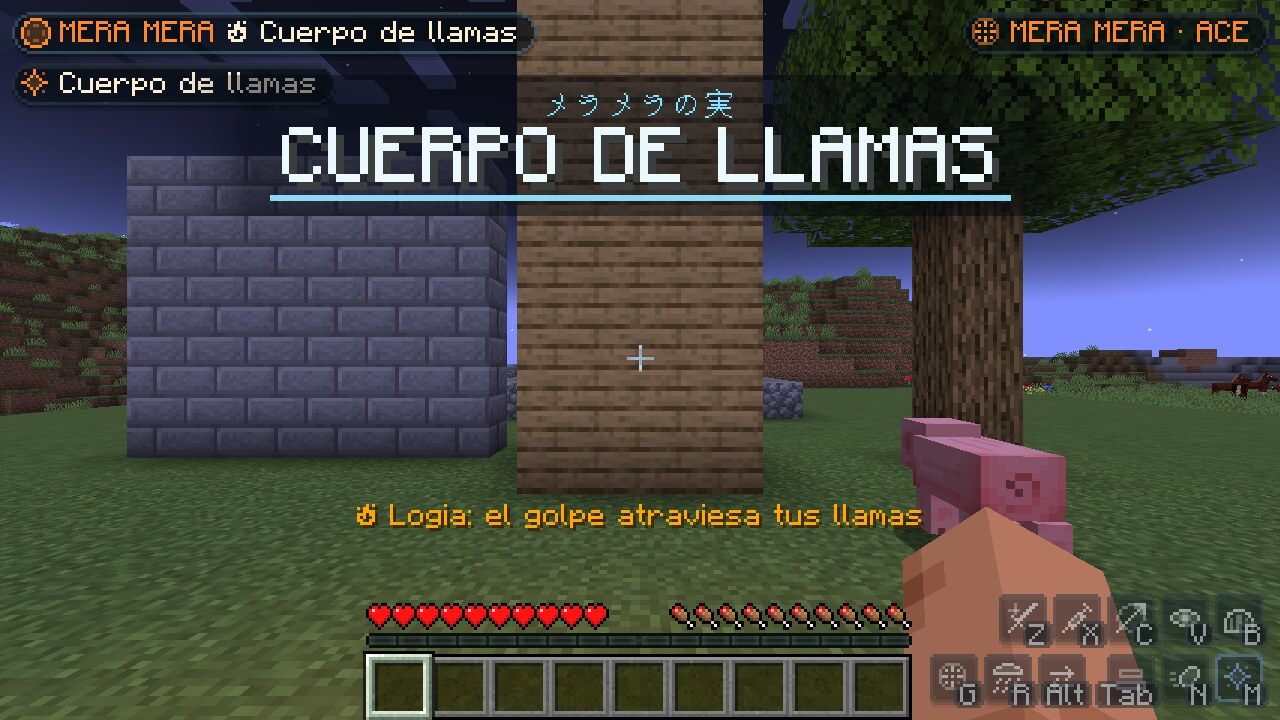 MERA MERA Cuerpo de llamas
MERA MERA · ACE
Cuerpo de llamas
メラメラの実
CUERPO DE LLAMAS
Logia: el golpe atraviesa tus llamas
Z X C V B
G R Alt Tab N M